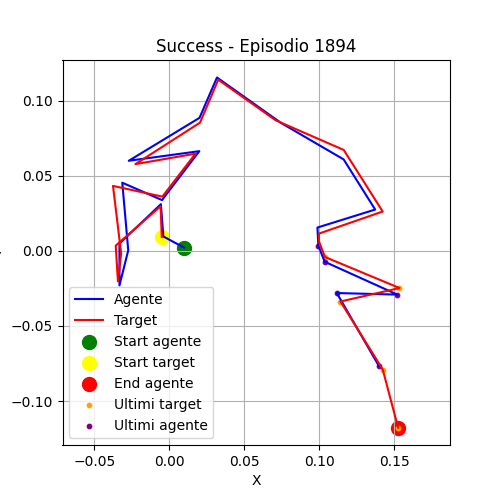 Success - Episodio 1894
0.10
0.05
0.00
−0.05
−0.10
Agente
Target
Start agente
Start target
End agente
Ultimi target
Ultimi agente
−0.05
0.00
0.05
0.10
0.15
X